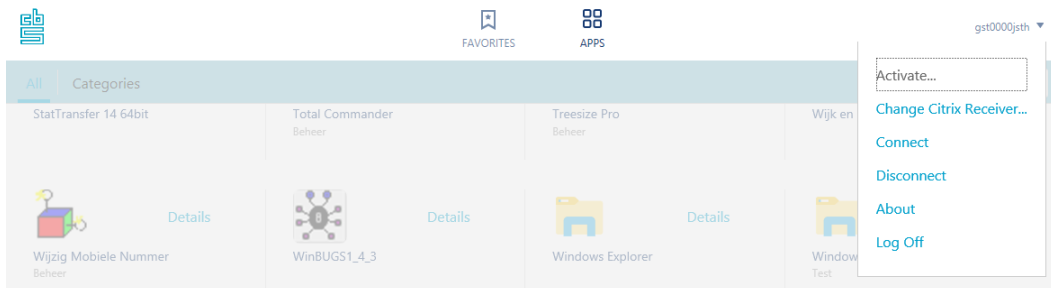 cbs
FAVORITES
APPS
gst0000jsth
All
Categories
Activate...
Change Citrix Receiver...
Connect
Disconnect
About
Log Off
StatTransfer 14 64bit
Total Commander
Beheer
Treesize Pro
Beheer
Wijk en
Details
Wijzig Mobiele Nummer
Beheer
Details
WinBUGS1_4_3
Details
Windows Explorer
Window
Test